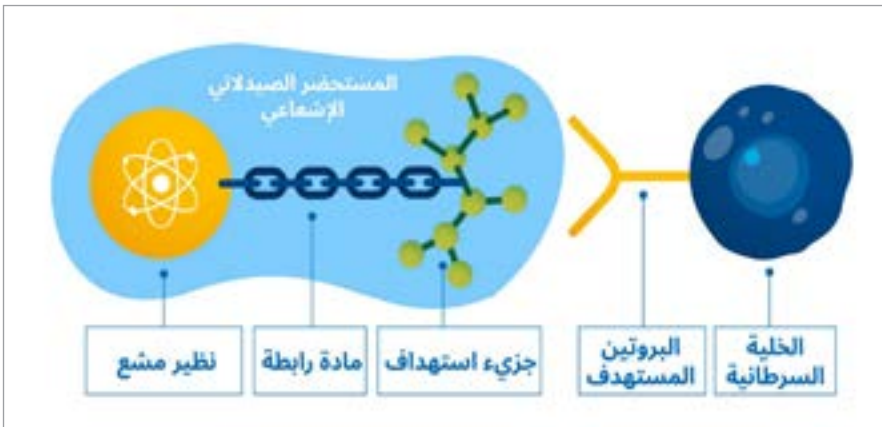 المستحضر الصيدلاني
الإشعاعي
الخلية
السرطانية
البروتين
المستهدف
جزيء استهداف
مادة رابطة
نظير مشع